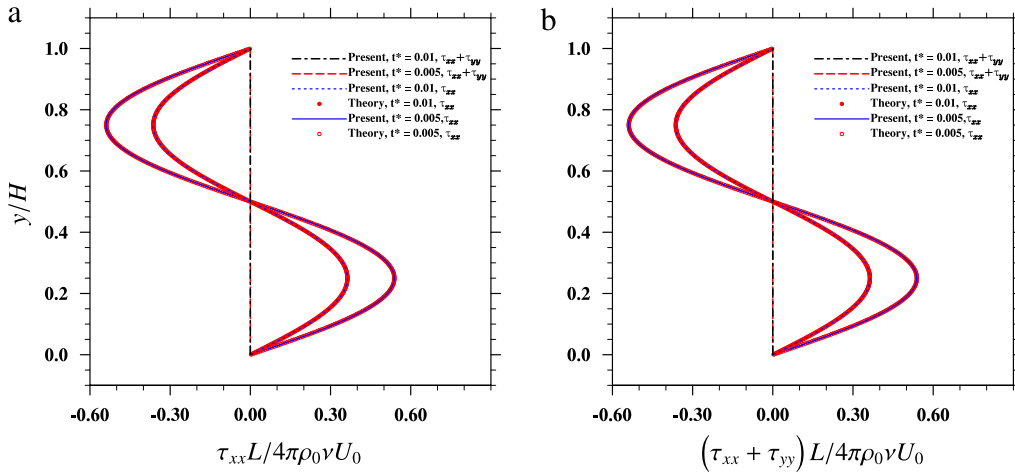 a
Present, t* = 0.01, τxx+τyy
Present, t* = 0.005, τxx+τyy
Present, t* = 0.01, τxx
Theory, t* = 0.01, τxx
Present, t* = 0.005,τxx
Theory, t* = 0.005, τxx
1.0
0.8
0.6
0.4
0.2
0.0
y/H
-0.60
-0.30
0.00
0.30
0.60
τxxL/4πρ0νU0
b
Present, t* = 0.01, τxx+τyy
Present, t* = 0.005, τxx+τyy
Present, t* = 0.01, τxx
Theory, t* = 0.01, τxx
Present, t* = 0.005,τxx
Theory, t* = 0.005, τxx
1.0
0.8
0.6
0.4
0.2
0.0
-0.60
-0.30
0.00
0.30
0.60
(τxx + τyy) L/4πρ0νU0